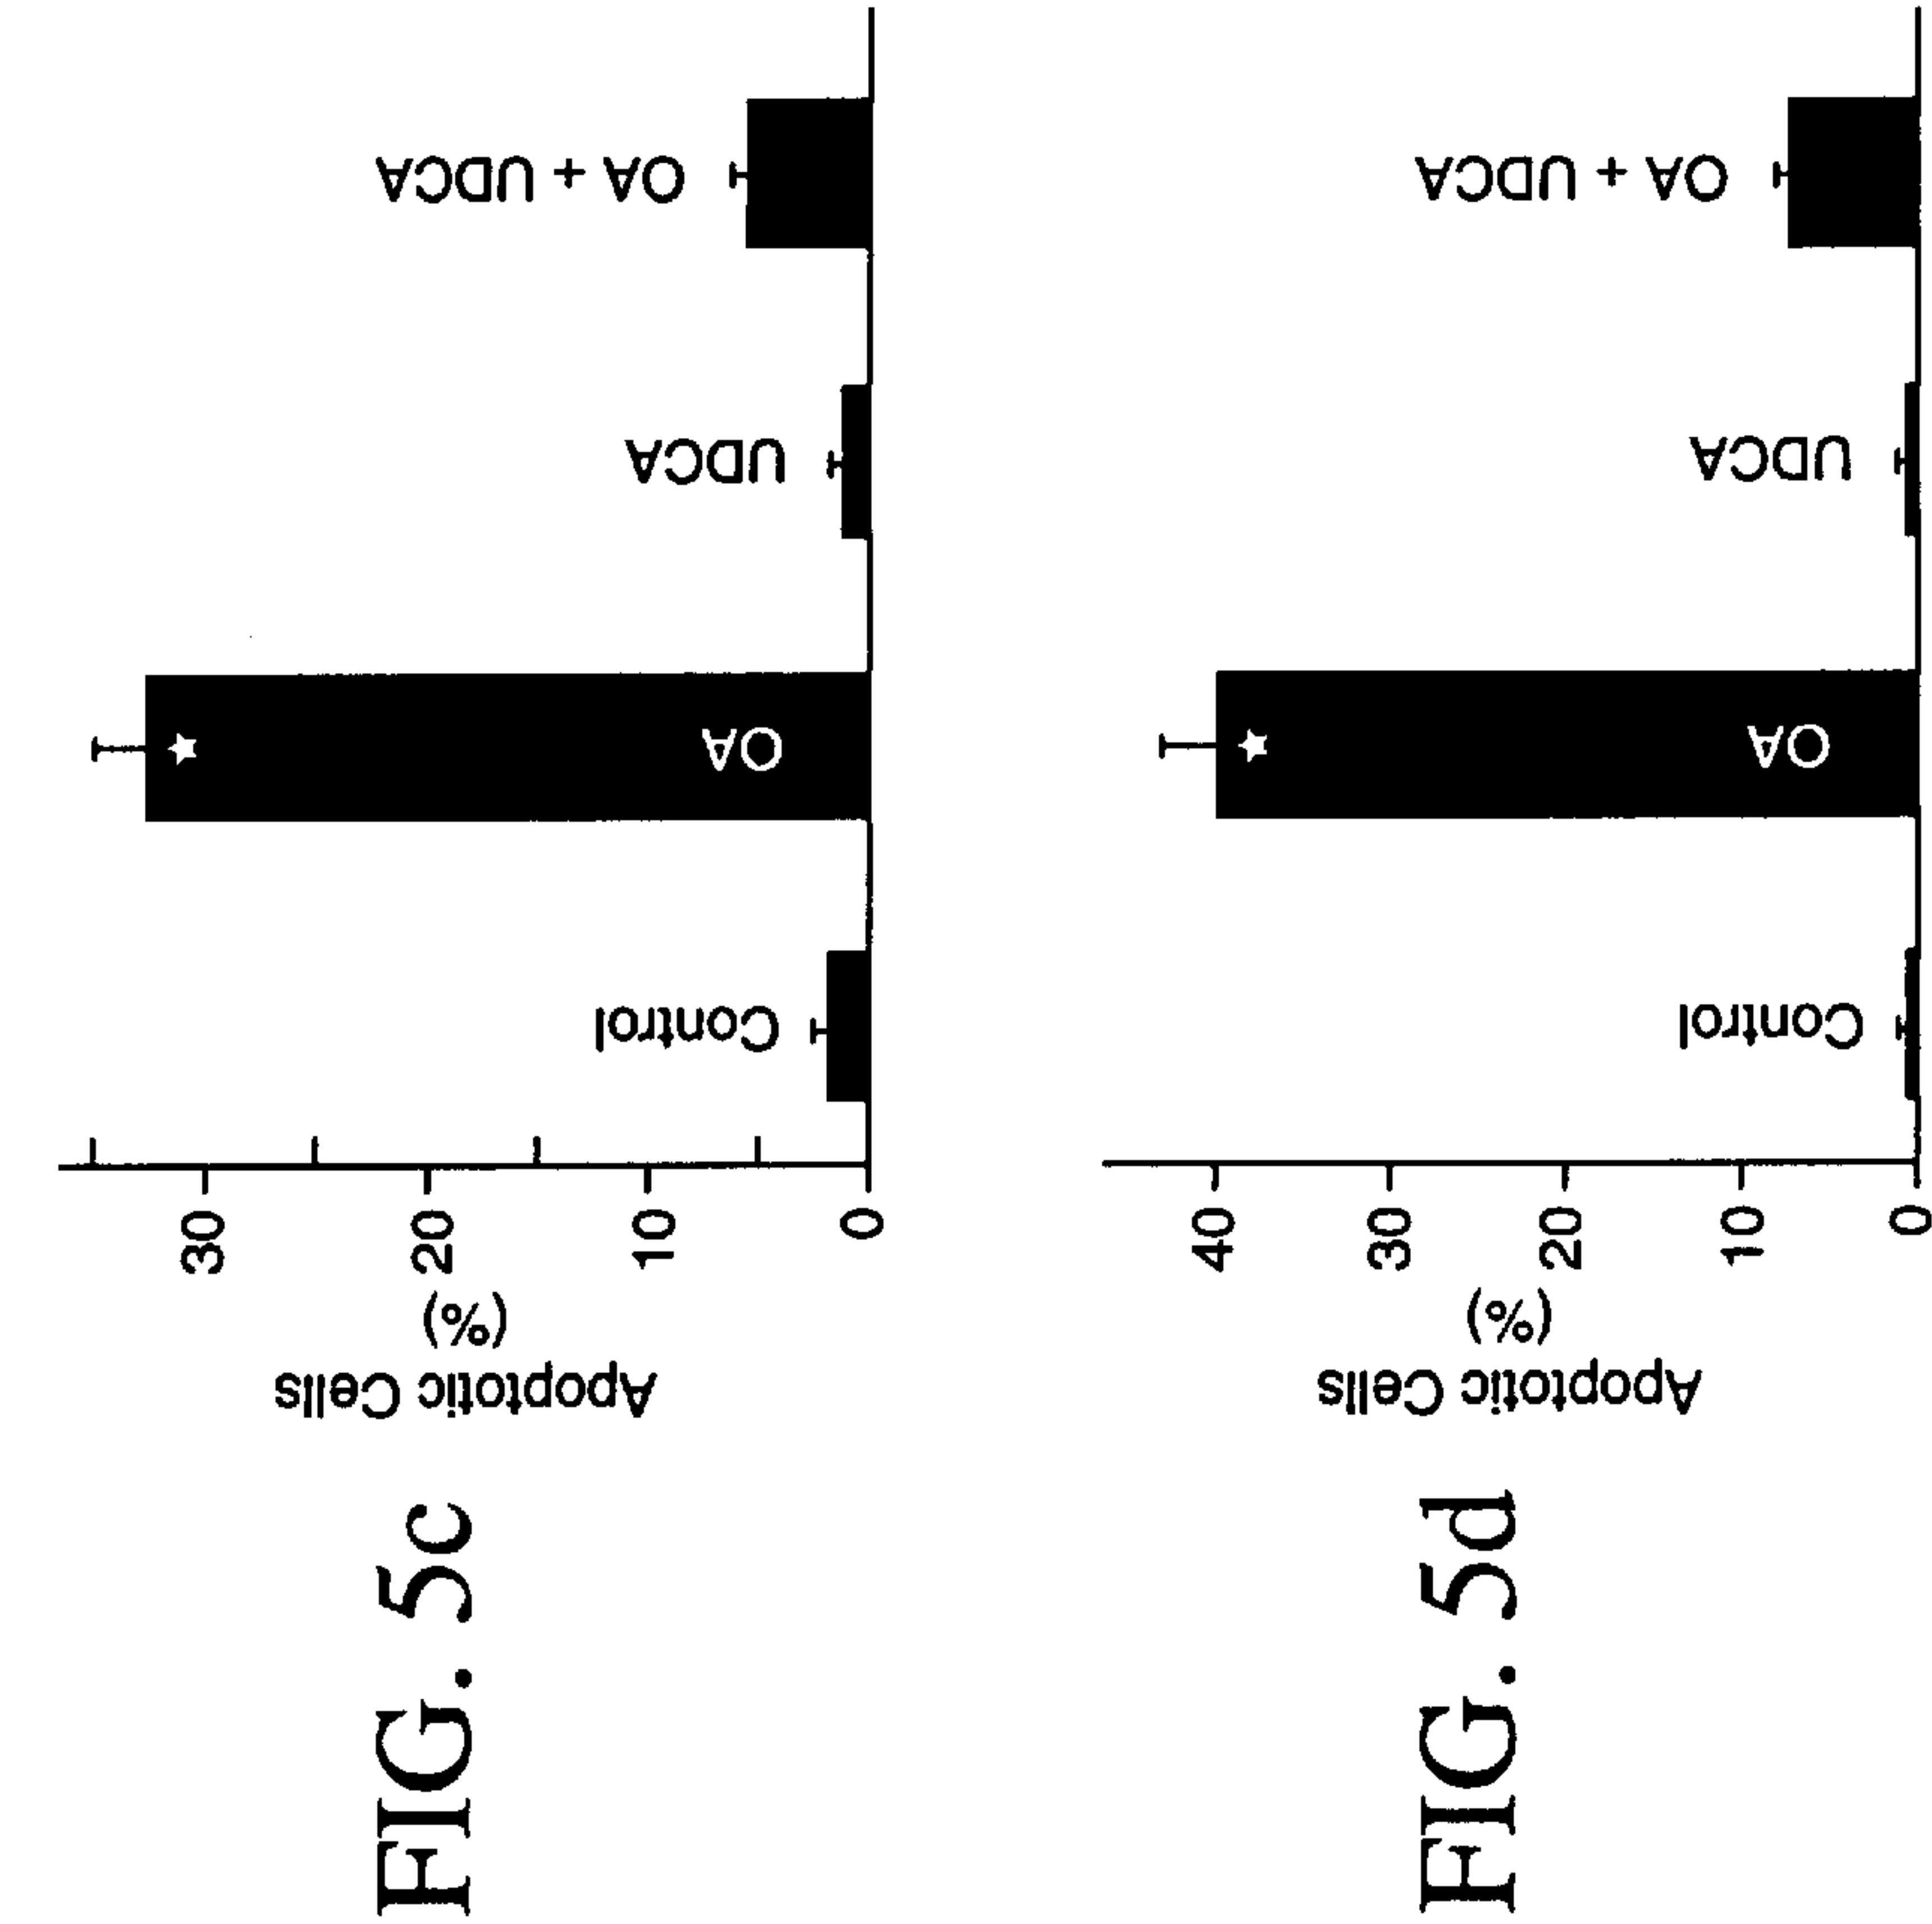 FIG. 5c
Apoptotic Cells
(%)
30
20
10
0
Control
OA
UDCA
OA + UDCA
FIG. 5d
Apoptotic Cells
(%)
40
30
20
10
0
Control
OA
UDCA
OA + UDCA